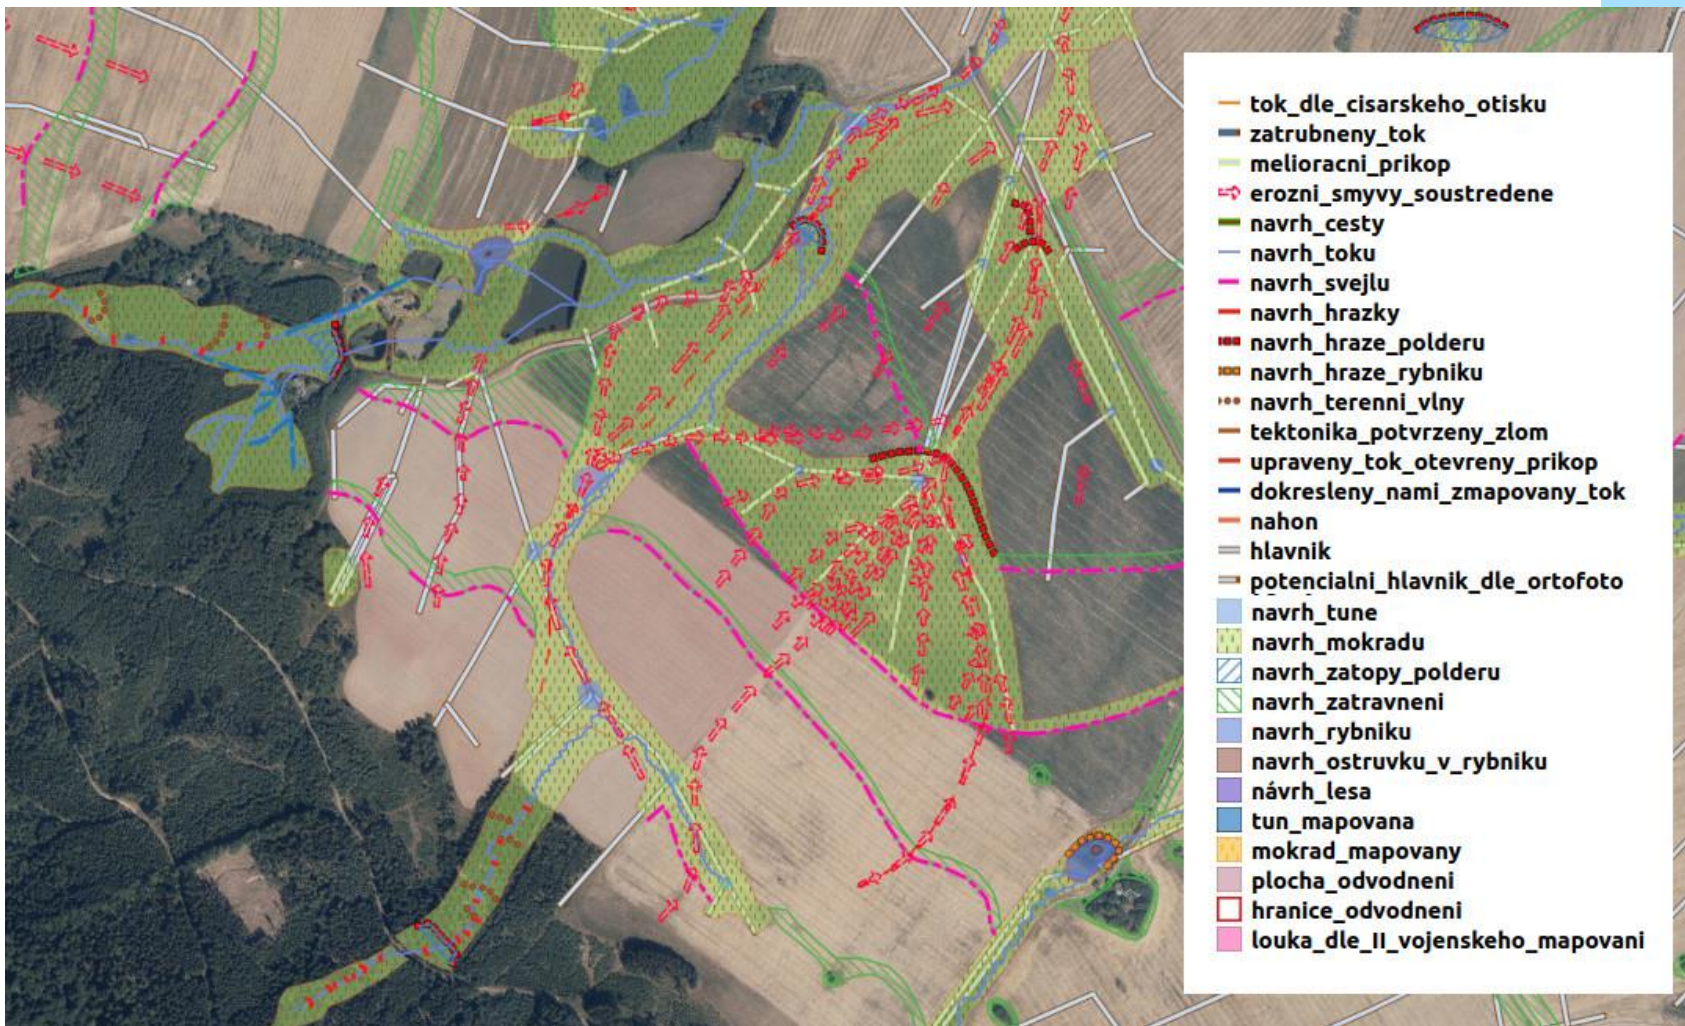 tok_dle_cisarskeho_otisku
zatrubneny_tok
melioracni_prikop
erozni_smyvy_soustredene
navrh_cesty
navrh_toku
navrh_svejlu
navrh_hrazky
navrh_hraze_polderu
navrh_hraze_rybniku
navrh_terenni_vlny
tektonika_potvrzeny_zlom
upraveny_tok_otevreny_prikop
dokresleny_nami_zmapovany_tok
nahon
hlavnik
potencialni_hlavnik_dle_ortofoto
navrh_tune
navrh_mokradu
navrh_zatopy_polderu
navrh_zatravneni
navrh_rybniku
navrh_ostruvku_v_rybniku
návrh_lesa
tun_mapovana
mokrad_mapovany
plocha_odvodneni
hranice_odvodneni
louka_dle_II_vojenskeho_mapovani